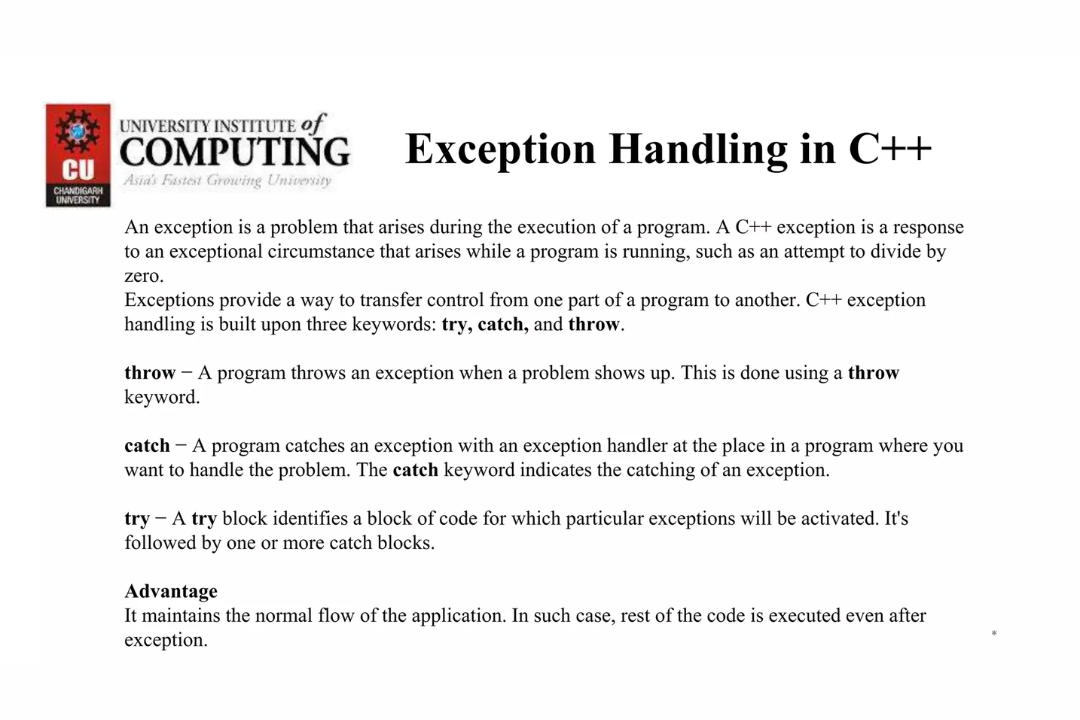 CU
CHANDIGARH
UNIVERSITY
UNIVERSITY INSTITUTE of
COMPUTING
Asia's Fastest Growing University
Exception Handling in C++
An exception is a problem that arises during the execution of a program. A C++ exception is a response
to an exceptional circumstance that arises while a program is running, such as an attempt to divide by
zero.
Exceptions provide a way to transfer control from one part of a program to another. C++ exception
handling is built upon three keywords: try, catch, and throw.
throw − A program throws an exception when a problem shows up. This is done using a throw
keyword.
catch − A program catches an exception with an exception handler at the place in a program where you
want to handle the problem. The catch keyword indicates the catching of an exception.
try − A try block identifies a block of code for which particular exceptions will be activated. It's
followed by one or more catch blocks.
Advantage
It maintains the normal flow of the application. In such case, rest of the code is executed even after
exception.
*